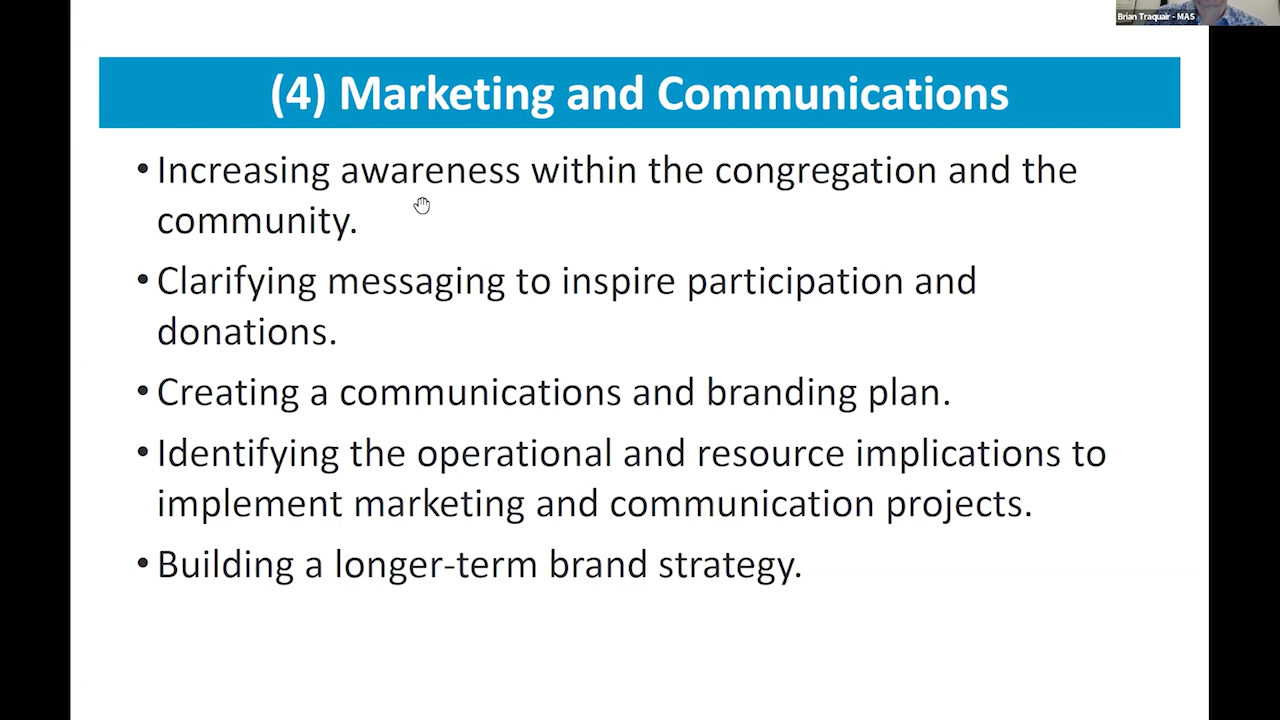 Brian Traquair - MAS
(4) Marketing and Communications
• Increasing awareness within the congregation and the
community.
• Clarifying messaging to inspire participation and
donations.
• Creating a communications and branding plan.
• Identifying the operational and resource implications to
implement marketing and communication projects.
• Building a longer-term brand strategy.